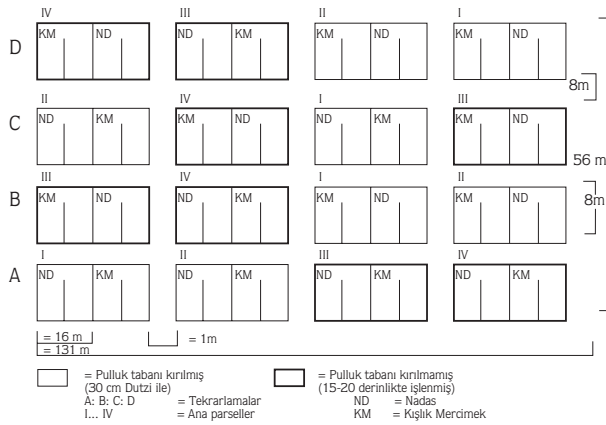 IV III II I
D KM ND KM ND KM ND KM ND
8m
II IV I III
C ND KM KM ND ND KM KM ND
56 m
III IV I II
B KM ND KM ND KM ND KM ND
8m
I II III IV
A ND KM ND KM ND KM ND KM
= 16 m = 1m
= 131 m
= Pulluk tabanı kırılmış = Pulluk tabanı kırılmamış
(30 cm Dutzi ile) (15-20 derinlikte işlenmiş)
A: B: C: D = Tekrarlamalar ND = Nadas
I... IV = Ana parseller KM = Kışlık Mercimek